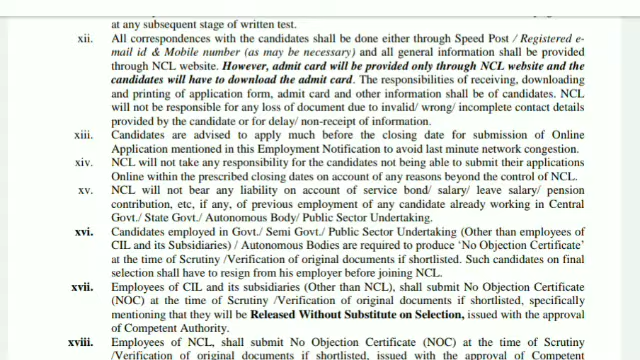 at any subsequent stage of written test.
xii. All correspondences with the candidates shall be done either through Speed Post / Registered e-
mail id & Mobile number (as may be necessary) and all general information shall be provided
through NCL website. However, admit card will be provided only through NCL website and the
candidates will have to download the admit card. The responsibilities of receiving, downloading
and printing of application form, admit card and other information shall be of candidates. NCL
will not be responsible for any loss of document due to invalid/ wrong/ incomplete contact details
provided by the candidate or for delay/ non-receipt of information.
xiii. Candidates are advised to apply much before the closing date for submission of Online
Application mentioned in this Employment Notification to avoid last minute network congestion.
xiv. NCL will not take any responsibility for the candidates not being able to submit their applications
Online within the prescribed closing dates on account of any reasons beyond the control of NCL.
xv. NCL will not bear any liability on account of service bond/ salary/ leave salary/ pension
contribution, etc, if any, of previous employment of any candidate already working in Central
Govt./ State Govt./ Autonomous Body/ Public Sector Undertaking.
xvi. Candidates employed in Govt./ Semi Govt./ Public Sector Undertaking (Other than employees of
CIL and its Subsidiaries) / Autonomous Bodies are required to produce ‘No Objection Certificate’
at the time of Scrutiny /Verification of original documents if shortlisted. Such candidates on final
selection shall have to resign from his employer before joining NCL.
xvii. Employees of CIL and its subsidiaries (Other than NCL), shall submit No Objection Certificate
(NOC) at the time of Scrutiny /Verification of original documents if shortlisted, specifically
mentioning that they will be Released Without Substitute on Selection, issued with the approval
of Competent Authority.
xviii. Employees of NCL, shall submit No Objection Certificate (NOC) at the time of Scrutiny
/Verification of original documents if shortlisted, issued with the approval of Competent